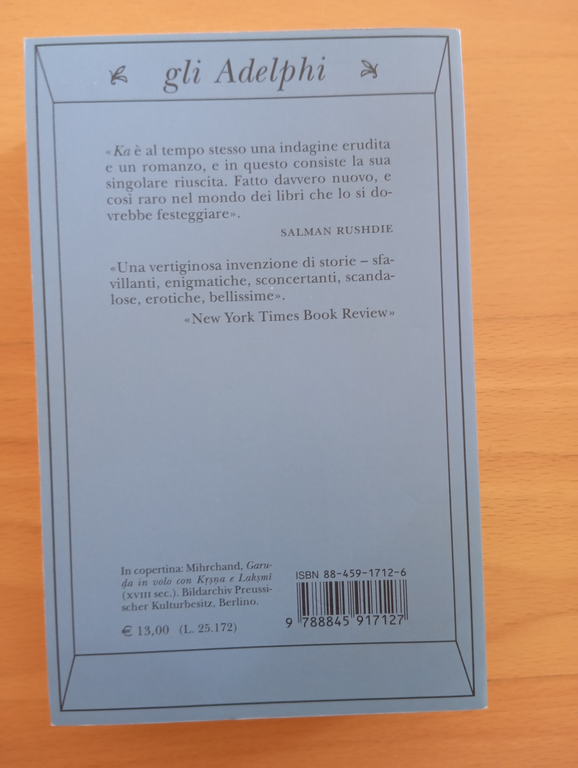 gli Adelphi
«Ka è al tempo stesso una indagine erudita
e un romanzo, e in questo consiste la sua
singolare riuscita. Fatto davvero nuovo, e
così raro nel mondo dei libri che lo si do-
vrebbe festeggiare».
SALMAN RUSHDIE
«Una vertiginosa invenzione di storie – sfa-
villanti, enigmatiche, sconcertanti, scanda-
lose, erotiche, bellissime».
«New York Times Book Review»
In copertina: Mihrchand, Garu-
ḍa in volo con Kṛṣṇa e Lakṣmī
(XVIII sec.). Bildarchiv Preussi-
scher Kulturbesitz, Berlino.
€ 13,00 (L. 25.172)
ISBN 88-459-1712-6
9 788845 917127